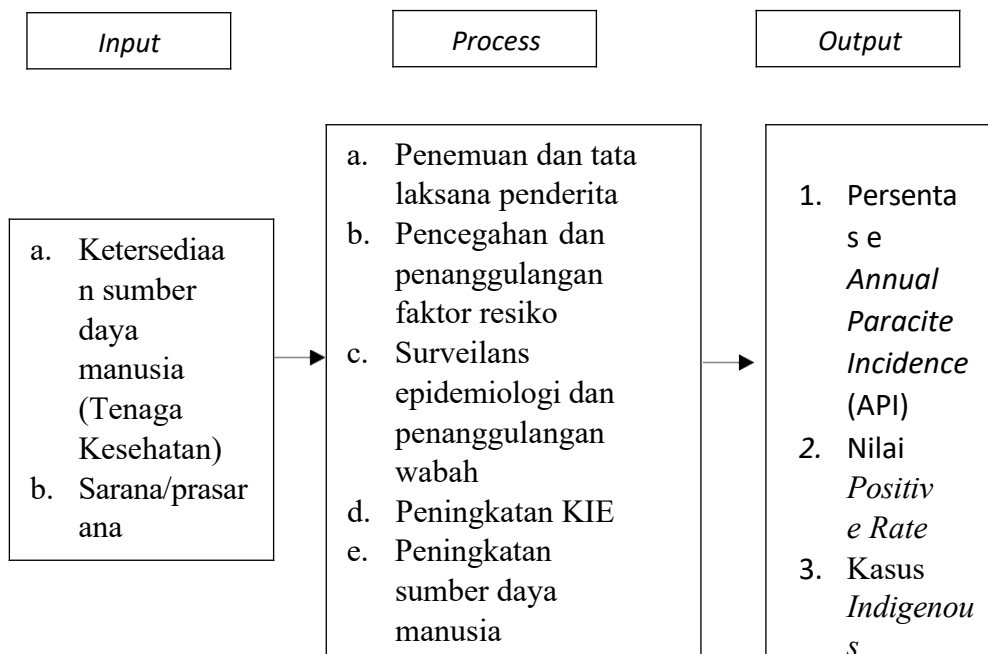 Input
Process
Output
a. Ketersediaa
n sumber
daya
manusia
(Tenaga
Kesehatan)
b. Sarana/prasar
ana
a. Penemuan dan tata
laksana penderita
b. Pencegahan dan
penanggulangan
faktor resiko
c. Surveilans
epidemiologi dan
penanggulangan
wabah
d. Peningkatan KIE
e. Peningkatan
sumber daya
manusia
1. Persenta
s e
Annual
Paracite
Incidence
(API)
2. Nilai
Positiv
e Rate
3. Kasus
Indigenou
s